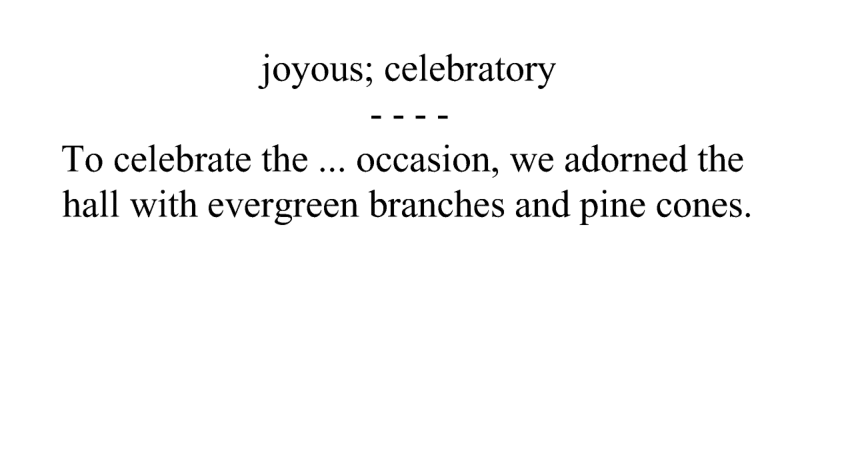 joyous; celebratory
- - - -
To celebrate the ... occasion, we adorned the
hall with evergreen branches and pine cones.